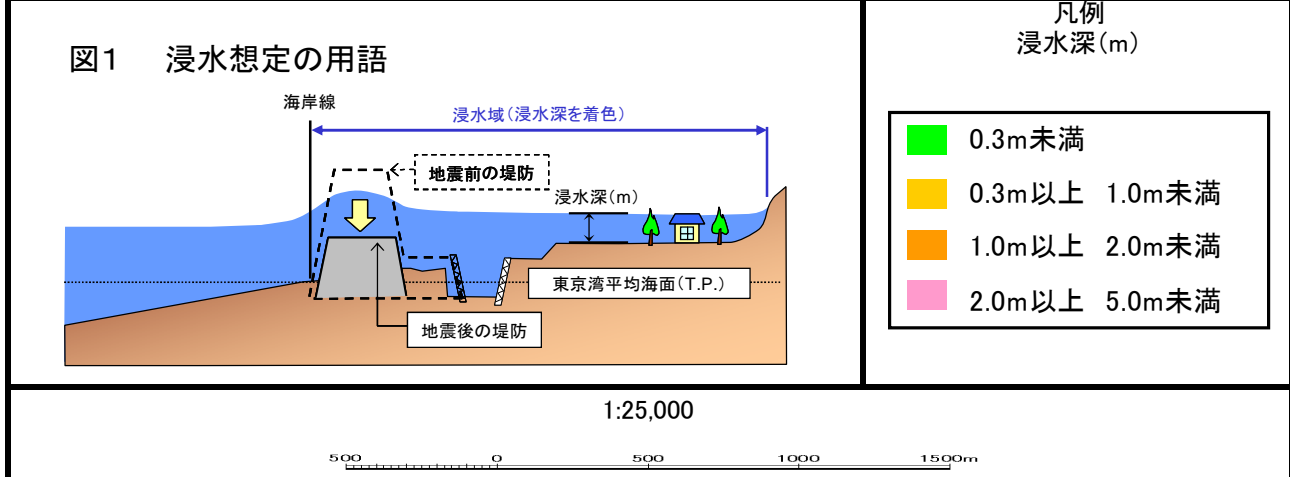 図1 浸水想定の用語
海岸線
浸水域(浸水深を着色)
地震前の堤防
浸水深(m)
東京湾平均海面(T.P.)
地震後の堤防
凡例
浸水深(m)
0.3m未満
0.3m以上 1.0m未満
1.0m以上 2.0m未満
2.0m以上 5.0m未満
1:25,000
500 0 500 1000 1500m